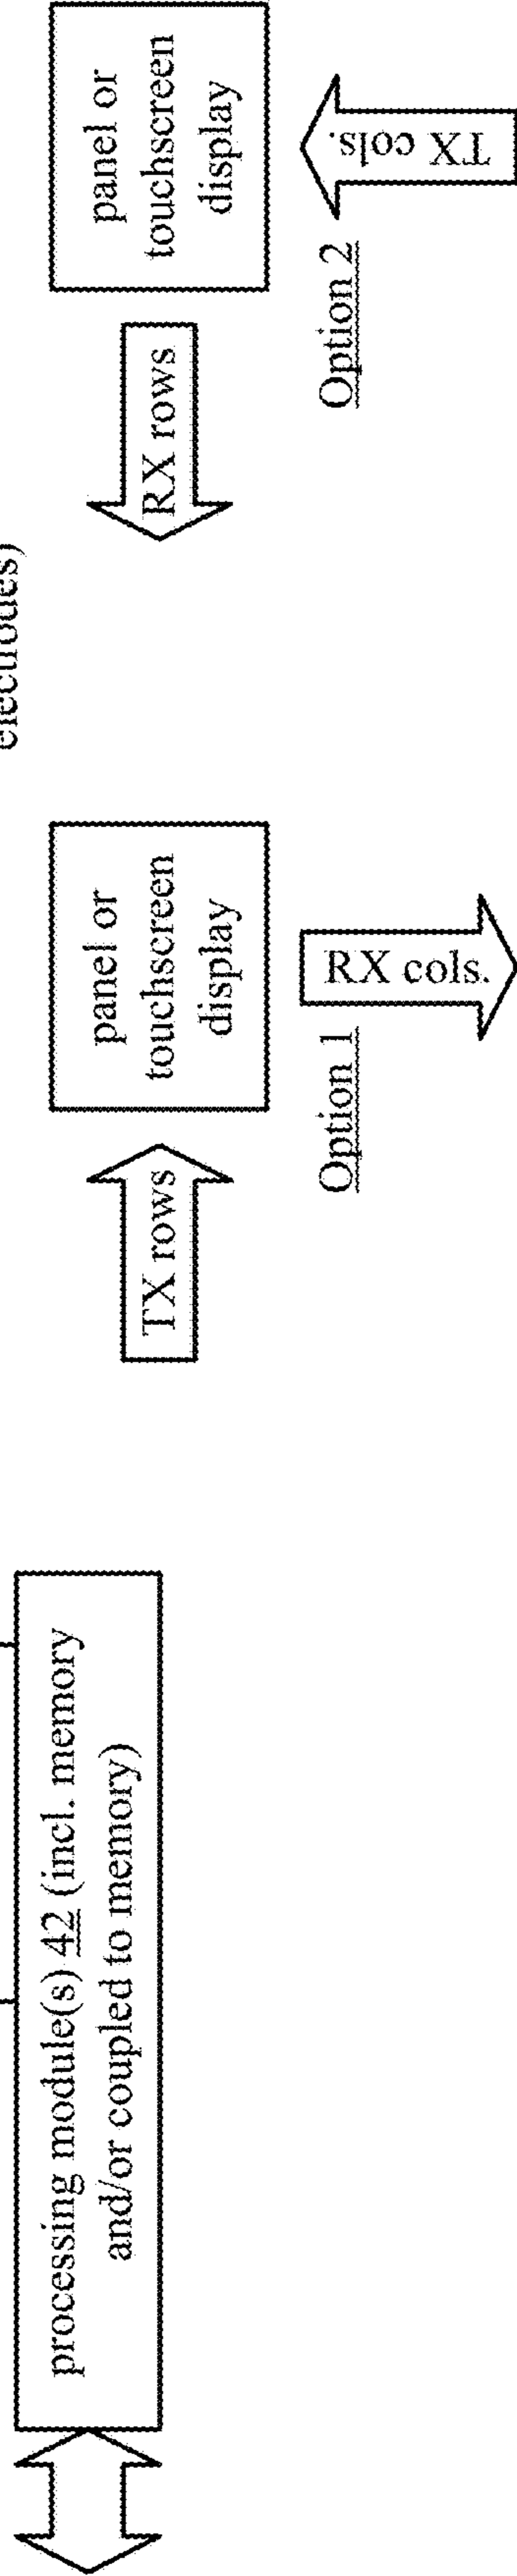 electrodes)
processing module(s) 42 (incl. memory
and/or coupled to memory)
TX rows
panel or
touchscreen
display
RX cols.
Option 1
RX rows
panel or
touchscreen
display
TX cols.
Option 2